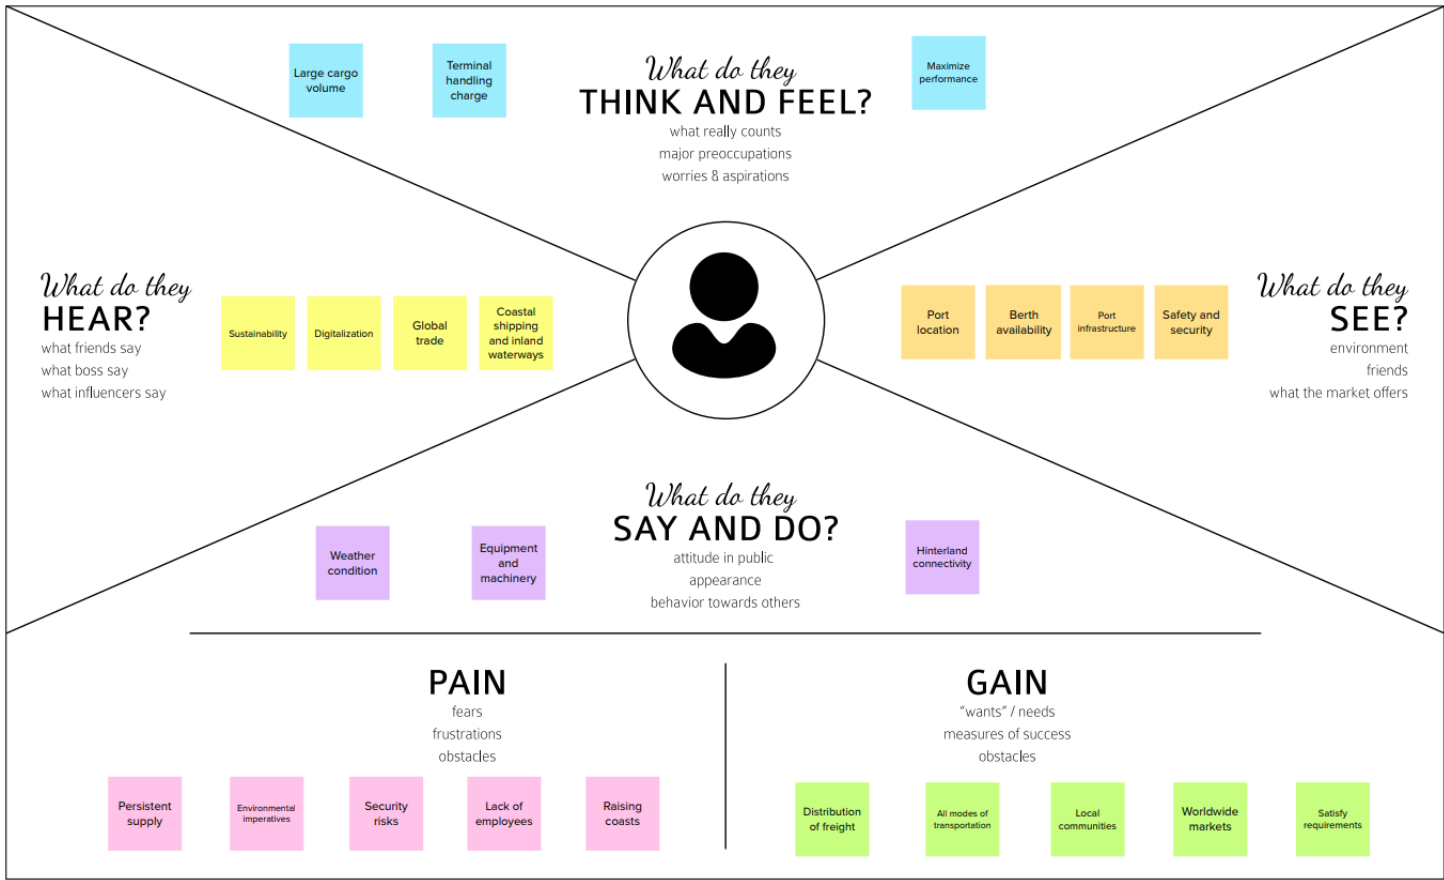 Large cargo
volume
Terminal
handling
charge
What do they
THINK AND FEEL?
what really counts
major preoccupations
worries & aspirations
Maximize
performance
What do they
HEAR?
what friends say
what boss say
what influencers say
Sustainability
Digitalization
Global
trade
Coastal
shipping
and inland
waterways
Port
location
Berth
availability
Port
infrastructure
Safety and
security
What do they
SEE?
environment
friends
what the market offers
Weather
condition
Equipment
and
machinery
What do they
SAY AND DO?
attitude in public
appearance
behavior towards others
Hinterland
connectivity
PAIN
fears
frustrations
obstacles
Persistent
supply
Environmental
imperatives
Security
risks
Lack of
employees
Raising
coasts
GAIN
“wants” / needs
measures of success
obstacles
Distribution
of freight
All modes of
transportation
Local
communities
Worldwide
markets
Satisfy
requirements